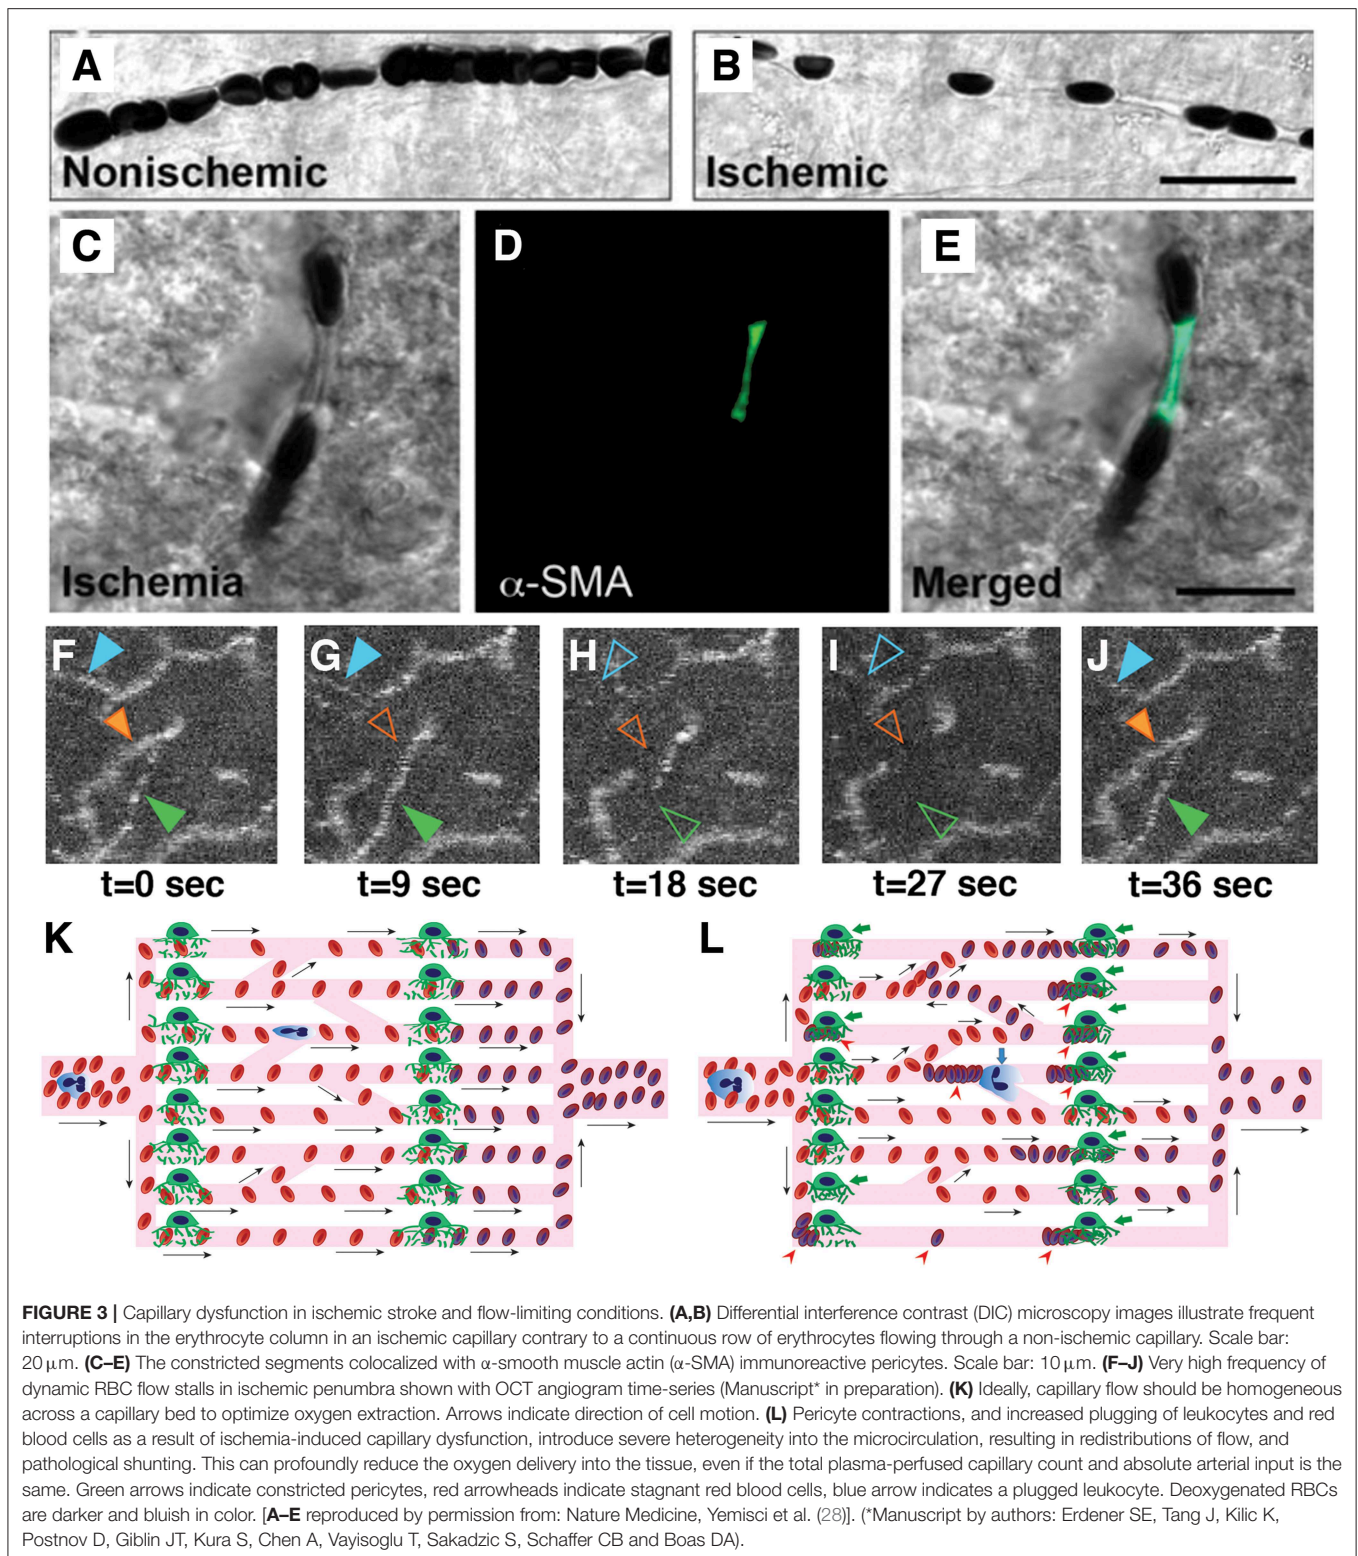 A
Nonischemic
B
Ischemic
C
Ischemia
D
α-SMA
E
Merged
F
G
H
I
J
t=0 sec
t=9 sec
t=18 sec
t=27 sec
t=36 sec
K
L
FIGURE 3 | Capillary dysfunction in ischemic stroke and flow-limiting conditions. (A,B) Differential interference contrast (DIC) microscopy images illustrate frequent
interruptions in the erythrocyte column in an ischemic capillary contrary to a continuous row of erythrocytes flowing through a non-ischemic capillary. Scale bar:
20 μm. (C–E) The constricted segments colocalized with α-smooth muscle actin (α-SMA) immunoreactive pericytes. Scale bar: 10 μm. (F–J) Very high frequency of
dynamic RBC flow stalls in ischemic penumbra shown with OCT angiogram time-series (Manuscript* in preparation). (K) Ideally, capillary flow should be homogeneous
across a capillary bed to optimize oxygen extraction. Arrows indicate direction of cell motion. (L) Pericyte contractions, and increased plugging of leukocytes and red
blood cells as a result of ischemia-induced capillary dysfunction, introduce severe heterogeneity into the microcirculation, resulting in redistributions of flow, and
pathological shunting. This can profoundly reduce the oxygen delivery into the tissue, even if the total plasma-perfused capillary count and absolute arterial input is the
same. Green arrows indicate constricted pericytes, red arrowheads indicate stagnant red blood cells, blue arrow indicates a plugged leukocyte. Deoxygenated RBCs
are darker and bluish in color. [A–E reproduced by permission from: Nature Medicine, Yemisci et al. (28)]. (*Manuscript by authors: Erdener SE, Tang J, Kilic K,
Postnov D, Giblin JT, Kura S, Chen A, Vayisoglu T, Sakadzic S, Schaffer CB and Boas DA).